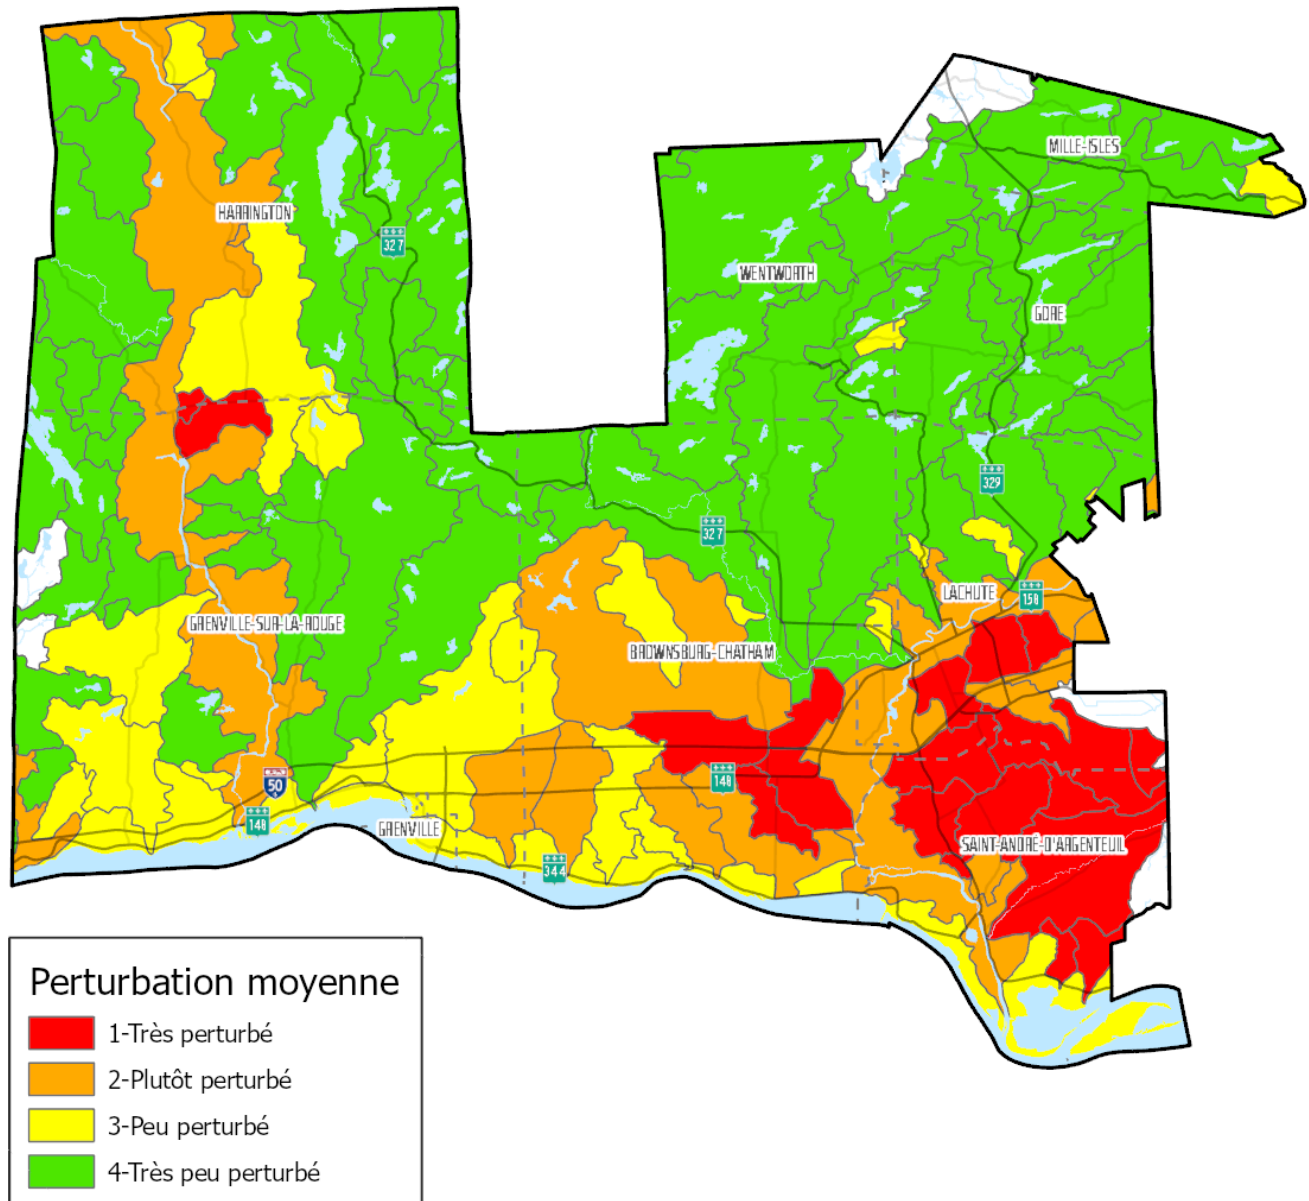 MILLE-ISLES
HARRINGTON
327
WENTWORTH
GORE
329
327
LACHUTE
158
GRENVILLE-SUR-LA-ROUGE
BROWNSBURG-CHATHAM
50
148
148
GRENVILLE
SAINT-ANDRÉ-D'ARGENTEUIL
344
Perturbation moyenne
1-Très perturbé
2-Plutôt perturbé
3-Peu perturbé
4-Très peu perturbé